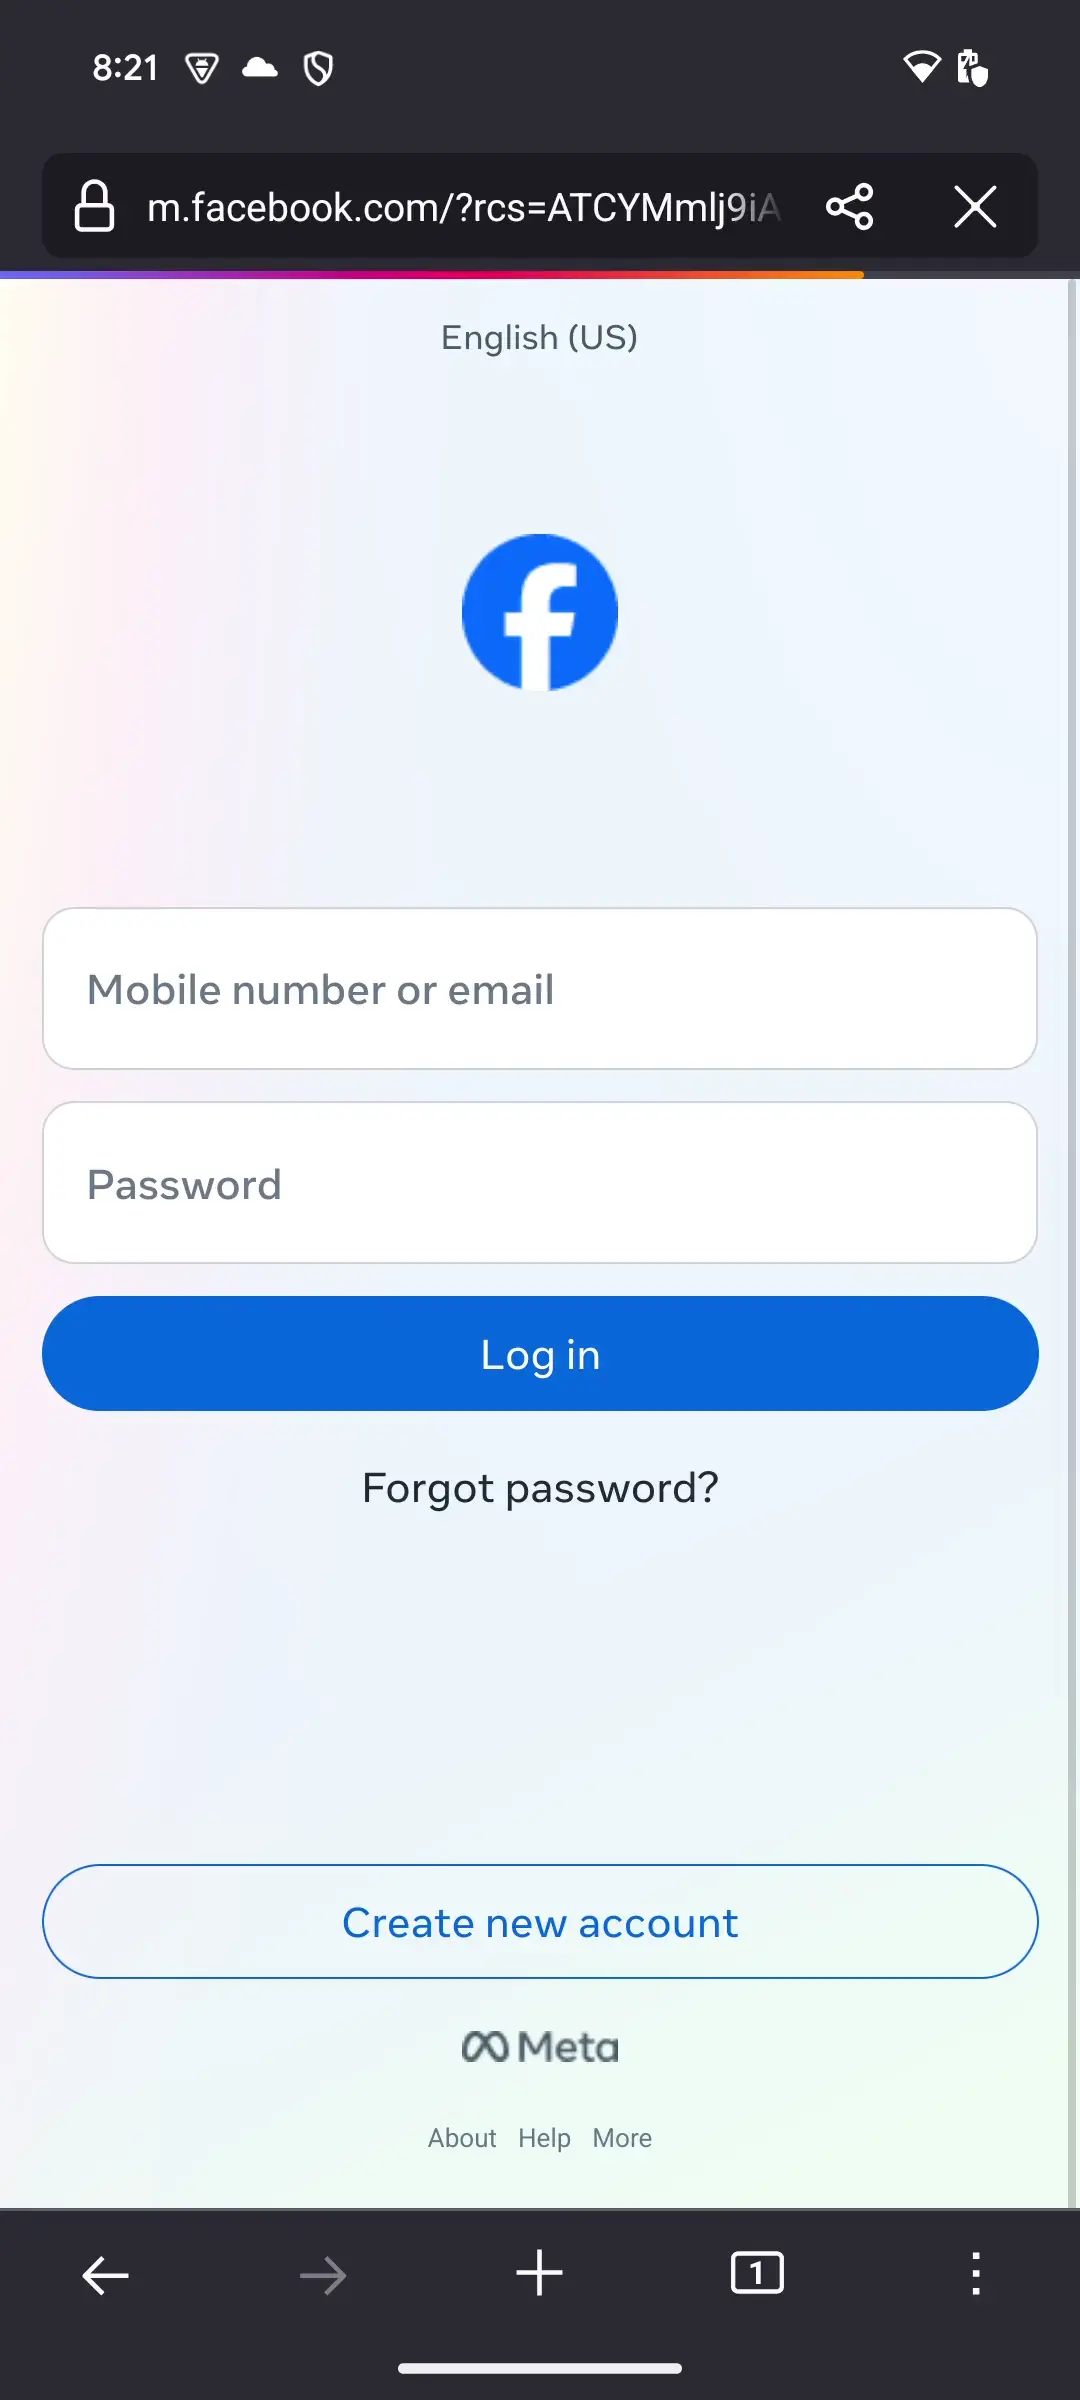 8:21
m.facebook.com/?rcs=ATCYMmlj9iA
English (US)
Mobile number or email
Password
Log in
Forgot password?
Create new account
Meta
About Help More
1